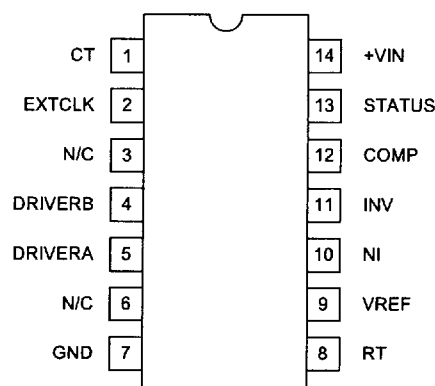 CT 1 14 +VIN
EXTCLK 2 13 STATUS
N/C 3 12 COMP
DRIVERB 4 11 INV
DRIVERA 5 10 NI
N/C 6 9 VREF
GND 7 8 RT